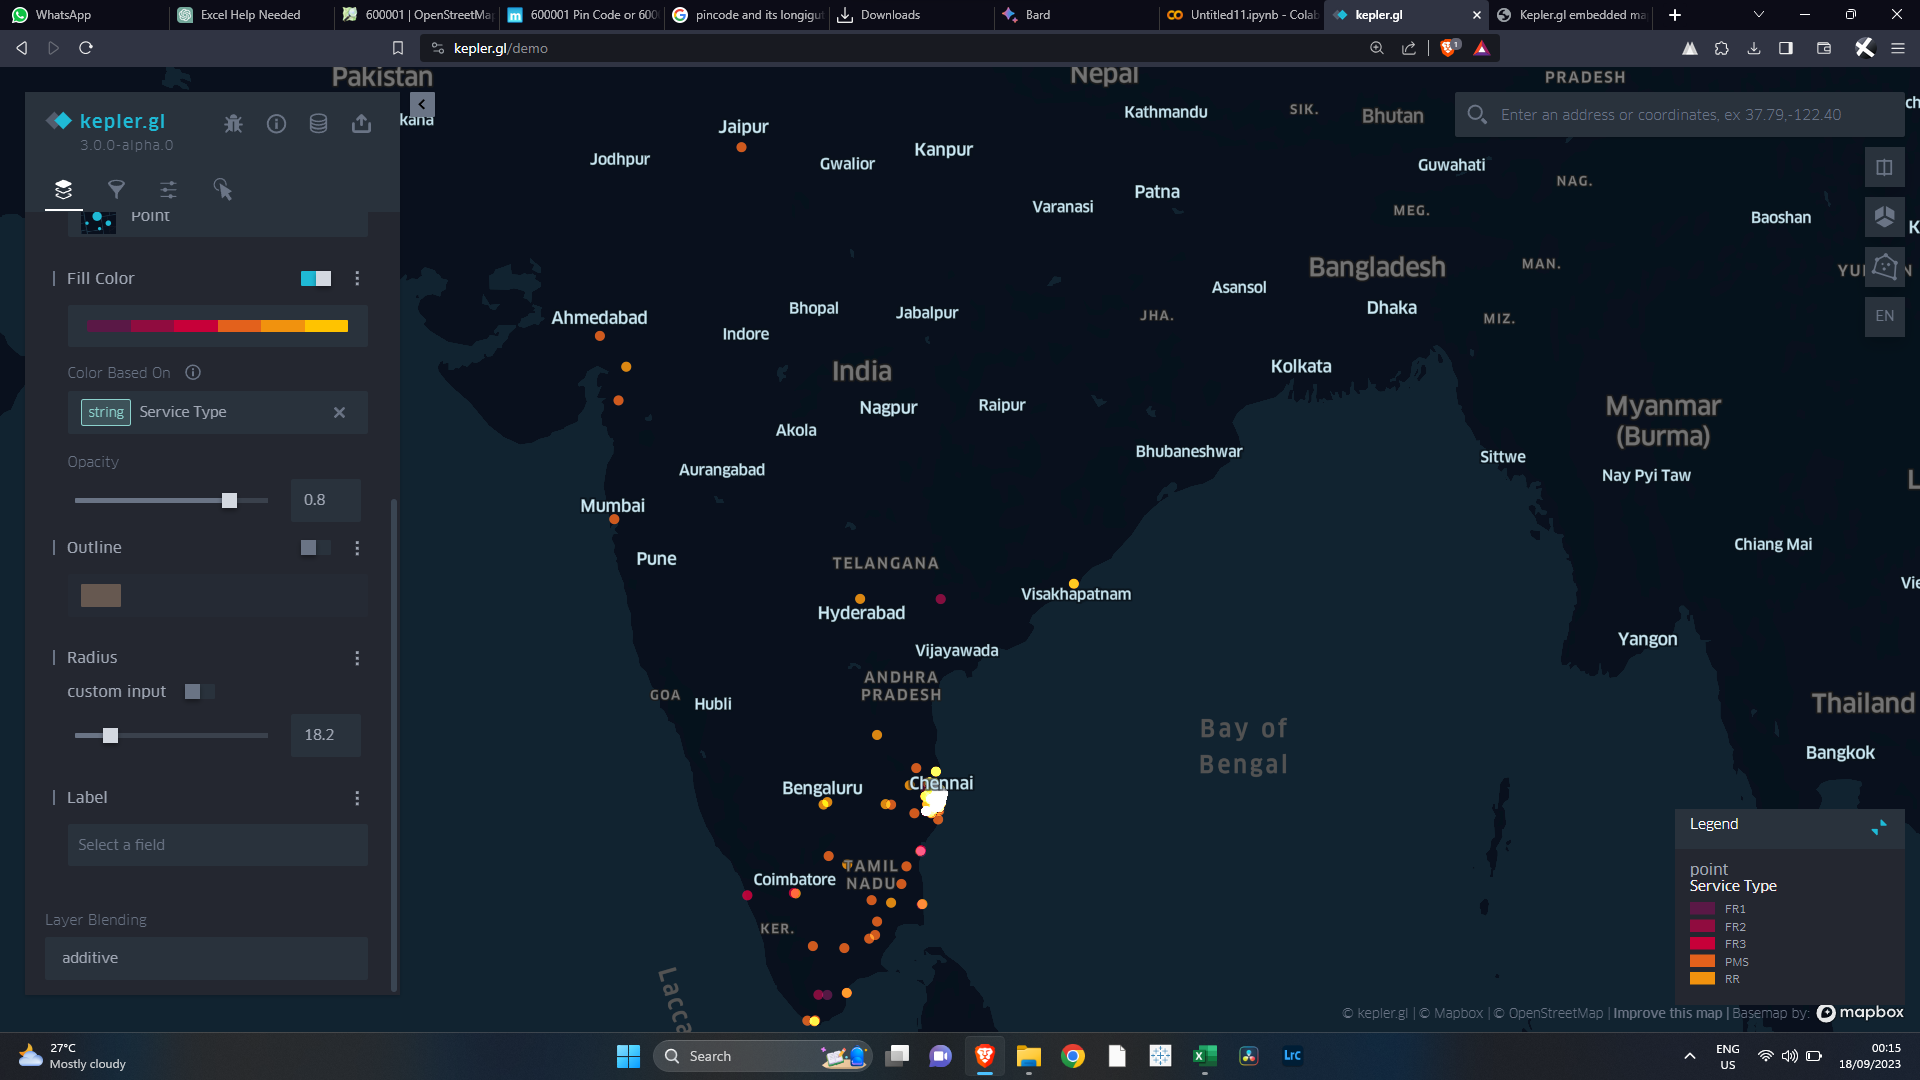 WhatsApp
Excel Help Needed
600001 | OpenStreetMap
600001 Pin Code or 600
pincode and its longigut
Downloads
Bard
Untitled11.ipynb - Colab
kepler.gl
Kepler.gl embedded ma
kepler.gl/demo
1
Pakistan
Nepal
PRADESH
kepler.gl
3.0.0-alpha.0
kana
Jaipur
Kathmandu
SIK.
Bhutan
Enter an address or coordinates, ex 37.79,-122.40
Jodhpur
Gwalior
Kanpur
Guwahati
NAG.
Patna
Varanasi
MEG.
Baoshan
Point
Fill Color
Bangladesh
MAN.
Asansol
Ahmedabad
Bhopal
Jabalpur
Dhaka
JHA.
MIZ.
EN
Indore
Color Based On
India
Kolkata
string
Service Type
Nagpur
Raipur
Myanmar
(Burma)
Akola
Bhubaneshwar
Sittwe
Opacity
Aurangabad
Nay Pyi Taw
0.8
Mumbai
Outline
Pune
TELANGANA
Chiang Mai
Vie
Visakhapatnam
Hyderabad
Yangon
Radius
Vijayawada
custom input
ANDHRA
PRADESH
GOA
Hubli
Thailand
18.2
Bay of
Bengal
Bangkok
Label
Bengaluru
Chennai
Select a field
TAMIL
NADU
Coimbatore
KER.
Layer Blending
additive
Lacca
Legend
point
Service Type
FR1
FR2
FR3
PMS
RR
© kepler.gl | © Mapbox | © OpenStreetMap | Improve this map | Basemap by: mapbox
27°C
Mostly cloudy
Search
LrC
ENG
US
00:15
18/09/2023